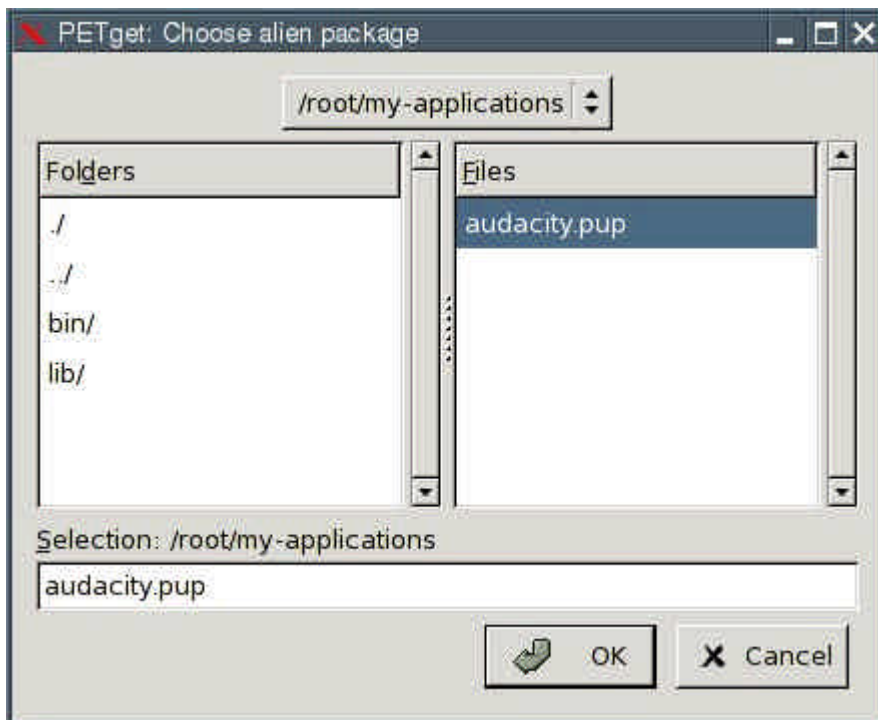 PETget: Choose alien package
/root/my-applications
Folders
Files
./
audacity.pup
../
bin/
lib/
Selection: /root/my-applications
audacity.pup
OK
Cancel